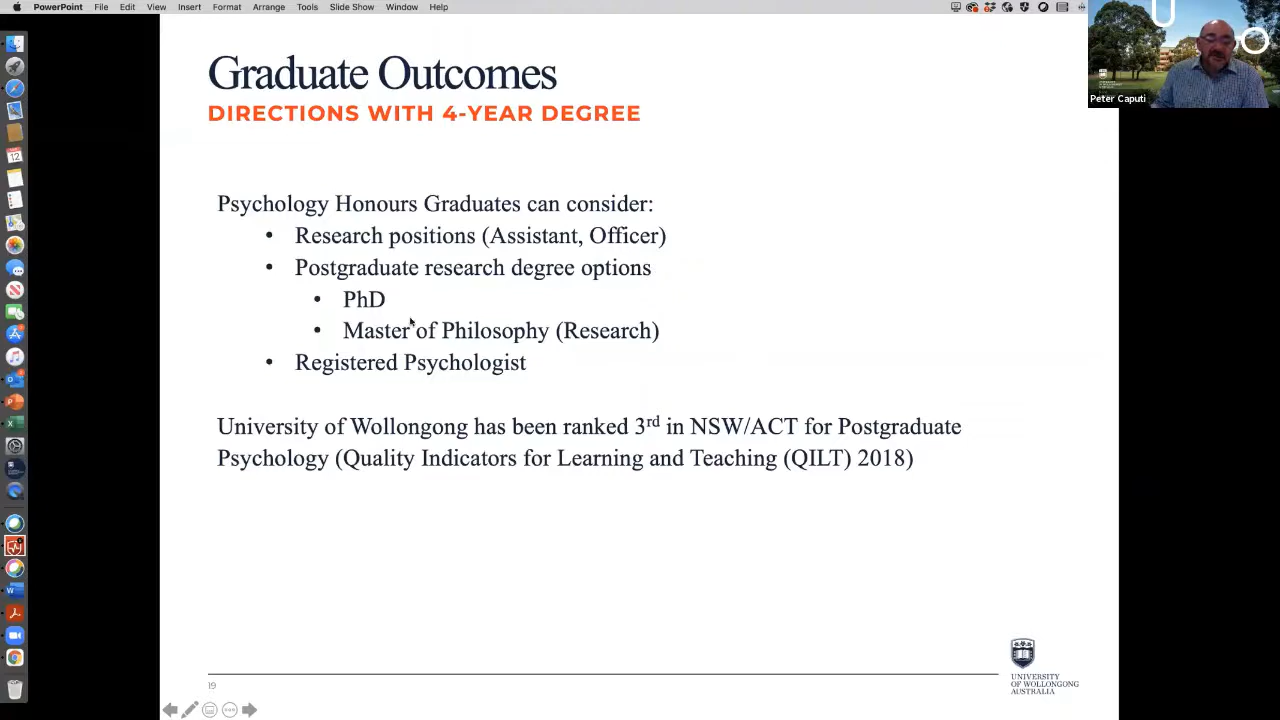 PowerPoint File Edit View Insert Format Arrange Tools Slide Show Window Help
Graduate Outcomes
DIRECTIONS WITH 4-YEAR DEGREE
Peter Caputi
Psychology Honours Graduates can consider:
• Research positions (Assistant, Officer)
• Postgraduate research degree options
• PhD
• Master of Philosophy (Research)
• Registered Psychologist
University of Wollongong has been ranked 3rd in NSW/ACT for Postgraduate
Psychology (Quality Indicators for Learning and Teaching (QILT) 2018)
19
UNIVERSITY
OF WOLLONGONG
AUSTRALIA